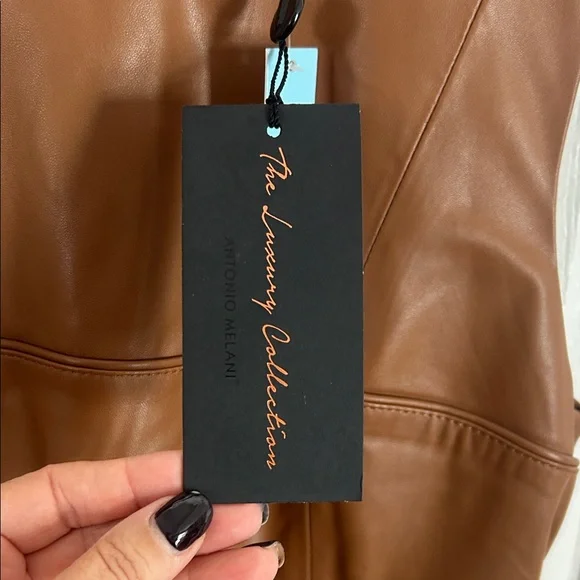 The Luxury Collection
ANTONIO MELANI